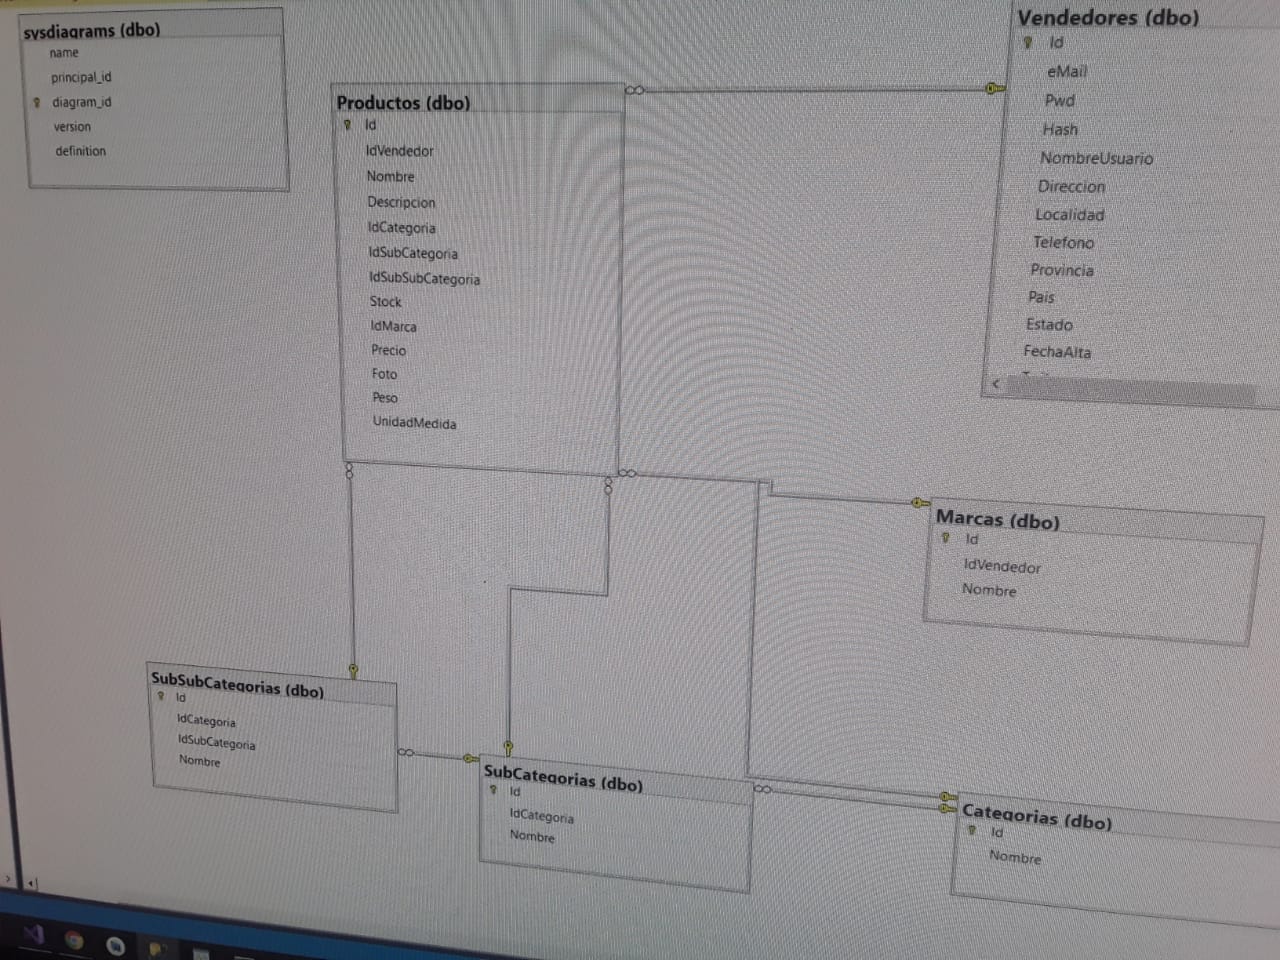 sysdiagrams (dbo)
name
principal_id
diagram_id
version
definition
Productos (dbo)
Id
IdVendedor
Nombre
Descripcion
IdCategoria
IdSubCategoria
IdSubSubCategoria
Stock
IdMarca
Precio
Foto
Peso
UnidadMedida
Vendedores (dbo)
Id
eMail
Pwd
Hash
NombreUsuario
Direccion
Localidad
Telefono
Provincia
Pais
Estado
FechaAlta
Marcas (dbo)
Id
IdVendedor
Nombre
SubSubCategorias (dbo)
Id
IdCategoria
IdSubCategoria
Nombre
SubCategorias (dbo)
Id
IdCategoria
Nombre
Categorias (dbo)
Id
Nombre